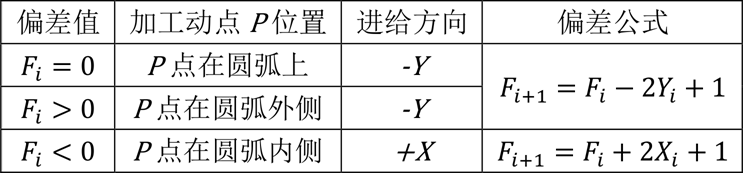 偏差值 加工动点 P 位置 进给方向 偏差公式
F_i = 0 P 点在圆弧上 -Y F_{i+1} = F_i − 2Y_i + 1
F_i > 0 P 点在圆弧外侧 -Y
F_i < 0 P 点在圆弧内侧 +X F_{i+1} = F_i + 2X_i + 1